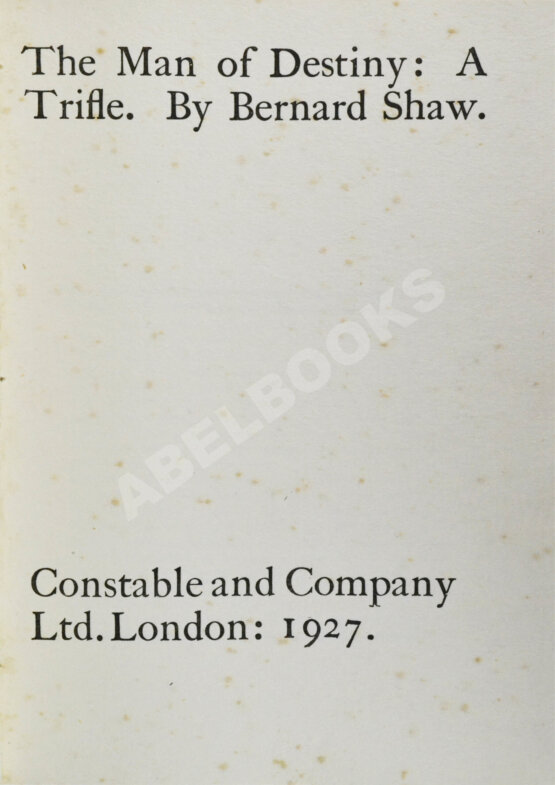 The Man of Destiny: A
Trifle. By Bernard Shaw.
ABELBOOKS
Constable and Company
Ltd. London: 1927.